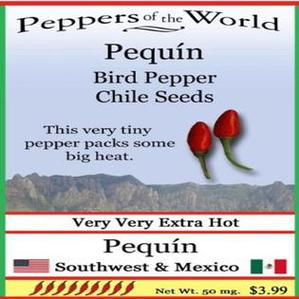 Peppers of the World
Pequín
Bird Pepper
Chile Seeds
This very tiny
pepper packs some
big heat.
Very Very Extra Hot
Pequín
Southwest & Mexico
Net Wt. 50 mg. $3.99